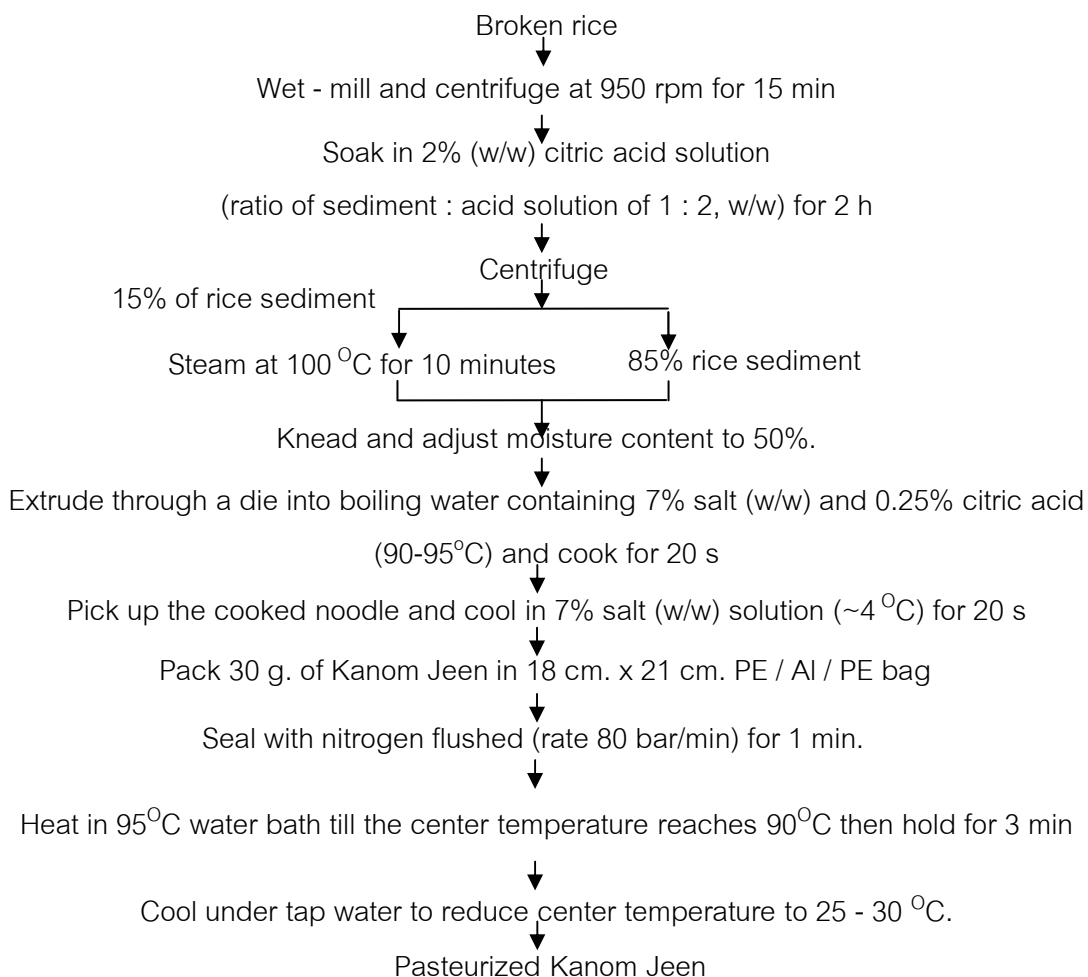 Broken rice
Wet - mill and centrifuge at 950 rpm for 15 min
Soak in 2% (w/w) citric acid solution
(ratio of sediment : acid solution of 1 : 2, w/w) for 2 h
Centrifuge
15% of rice sediment
Steam at 100 °C for 10 minutes
85% rice sediment
Knead and adjust moisture content to 50%.
Extrude through a die into boiling water containing 7% salt (w/w) and 0.25% citric acid
(90-95°C) and cook for 20 s
Pick up the cooked noodle and cool in 7% salt (w/w) solution (~4 °C) for 20 s
Pack 30 g. of Kanom Jeen in 18 cm. x 21 cm. PE / Al / PE bag
Seal with nitrogen flushed (rate 80 bar/min) for 1 min.
Heat in 95°C water bath till the center temperature reaches 90°C then hold for 3 min
Cool under tap water to reduce center temperature to 25 - 30 °C.
Pasteurized Kanom Jeen